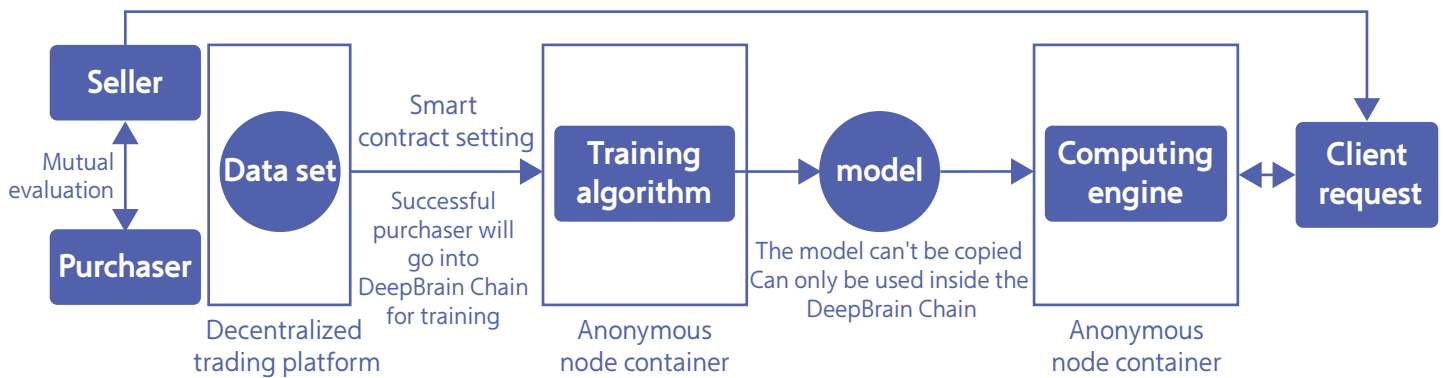 Seller
Mutual
evaluation
Purchaser
Data set
Decentralized
trading platform
Smart
contract setting
Successful
purchaser will
go into
DeepBrain Chain
for training
Training
algorithm
Anonymous
node container
model
The model can't be copied
Can only be used inside the
DeepBrain Chain
Computing
engine
Anonymous
node container
Client
request